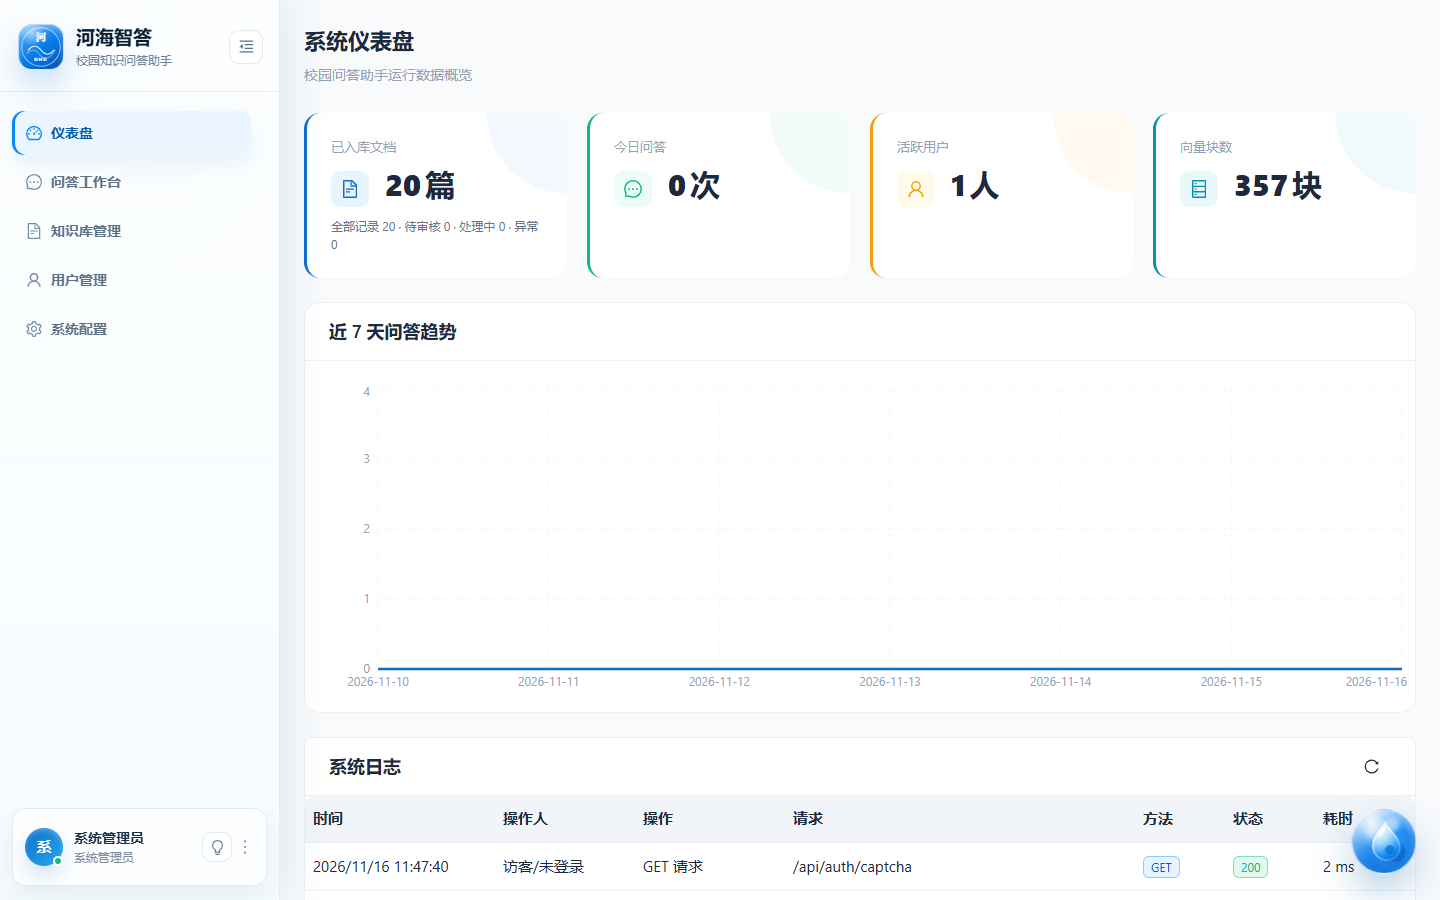 河
HHU
河海智答
校园知识问答助手
仪表盘
问答工作台
知识库管理
用户管理
系统配置
系
系统管理员
系统管理员
系统仪表盘
校园问答助手运行数据概览
已入库文档
20篇
全部记录 20 · 待审核 0 · 处理中 0 · 异常
0
今日问答
0次
活跃用户
1人
向量块数
357块
近 7 天问答趋势
4
3
2
1
0
2026-11-10 2026-11-11 2026-11-12 2026-11-13 2026-11-14 2026-11-15 2026-11-16
系统日志
时间 操作人 操作 请求 方法 状态 耗时
2026/11/16 11:47:40 访客/未登录 GET 请求 /api/auth/captcha GET 200 2 ms